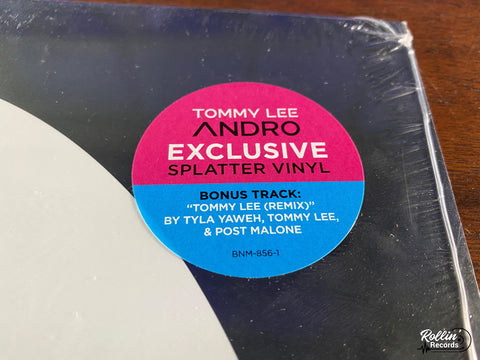 TOMMY LEE
ANDRO
EXCLUSIVE
SPLATTER VINYL
BONUS TRACK:
“TOMMY LEE (REMIX)”
BY TYLA YAWEH, TOMMY LEE,
& POST MALONE
BNM-856-1
Rollin'
Records